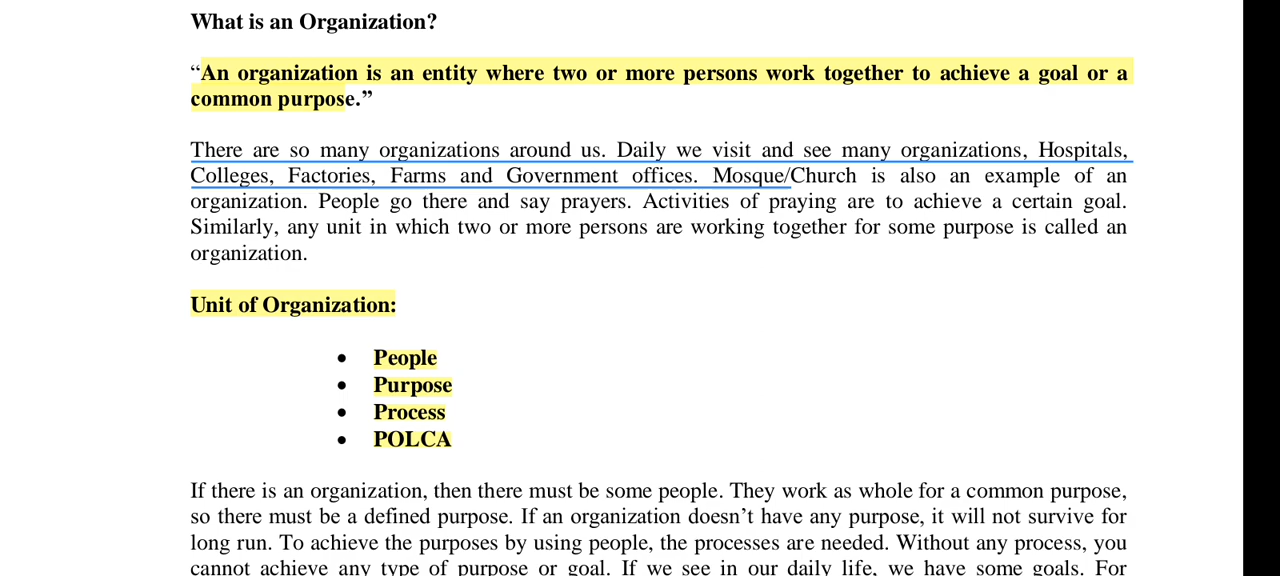 What is an Organization?
“An organization is an entity where two or more persons work together to achieve a goal or a
common purpose.”
There are so many organizations around us. Daily we visit and see many organizations, Hospitals,
Colleges, Factories, Farms and Government offices. Mosque/Church is also an example of an
organization. People go there and say prayers. Activities of praying are to achieve a certain goal.
Similarly, any unit in which two or more persons are working together for some purpose is called an
organization.
Unit of Organization:
• People
• Purpose
• Process
• POLCA
If there is an organization, then there must be some people. They work as whole for a common purpose,
so there must be a defined purpose. If an organization doesn’t have any purpose, it will not survive for
long run. To achieve the purposes by using people, the processes are needed. Without any process, you
cannot achieve any type of purpose or goal. If we see in our daily life, we have some goals. For